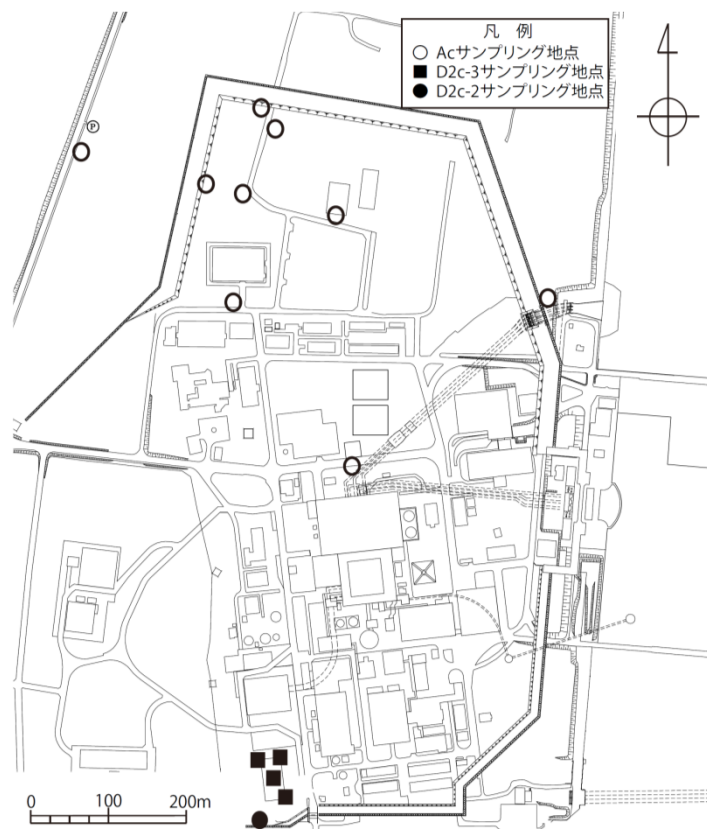 凡 例
○ Acサンプリング地点
■ D2c-3サンプリング地点
● D2c-2サンプリング地点
P
0 100 200m